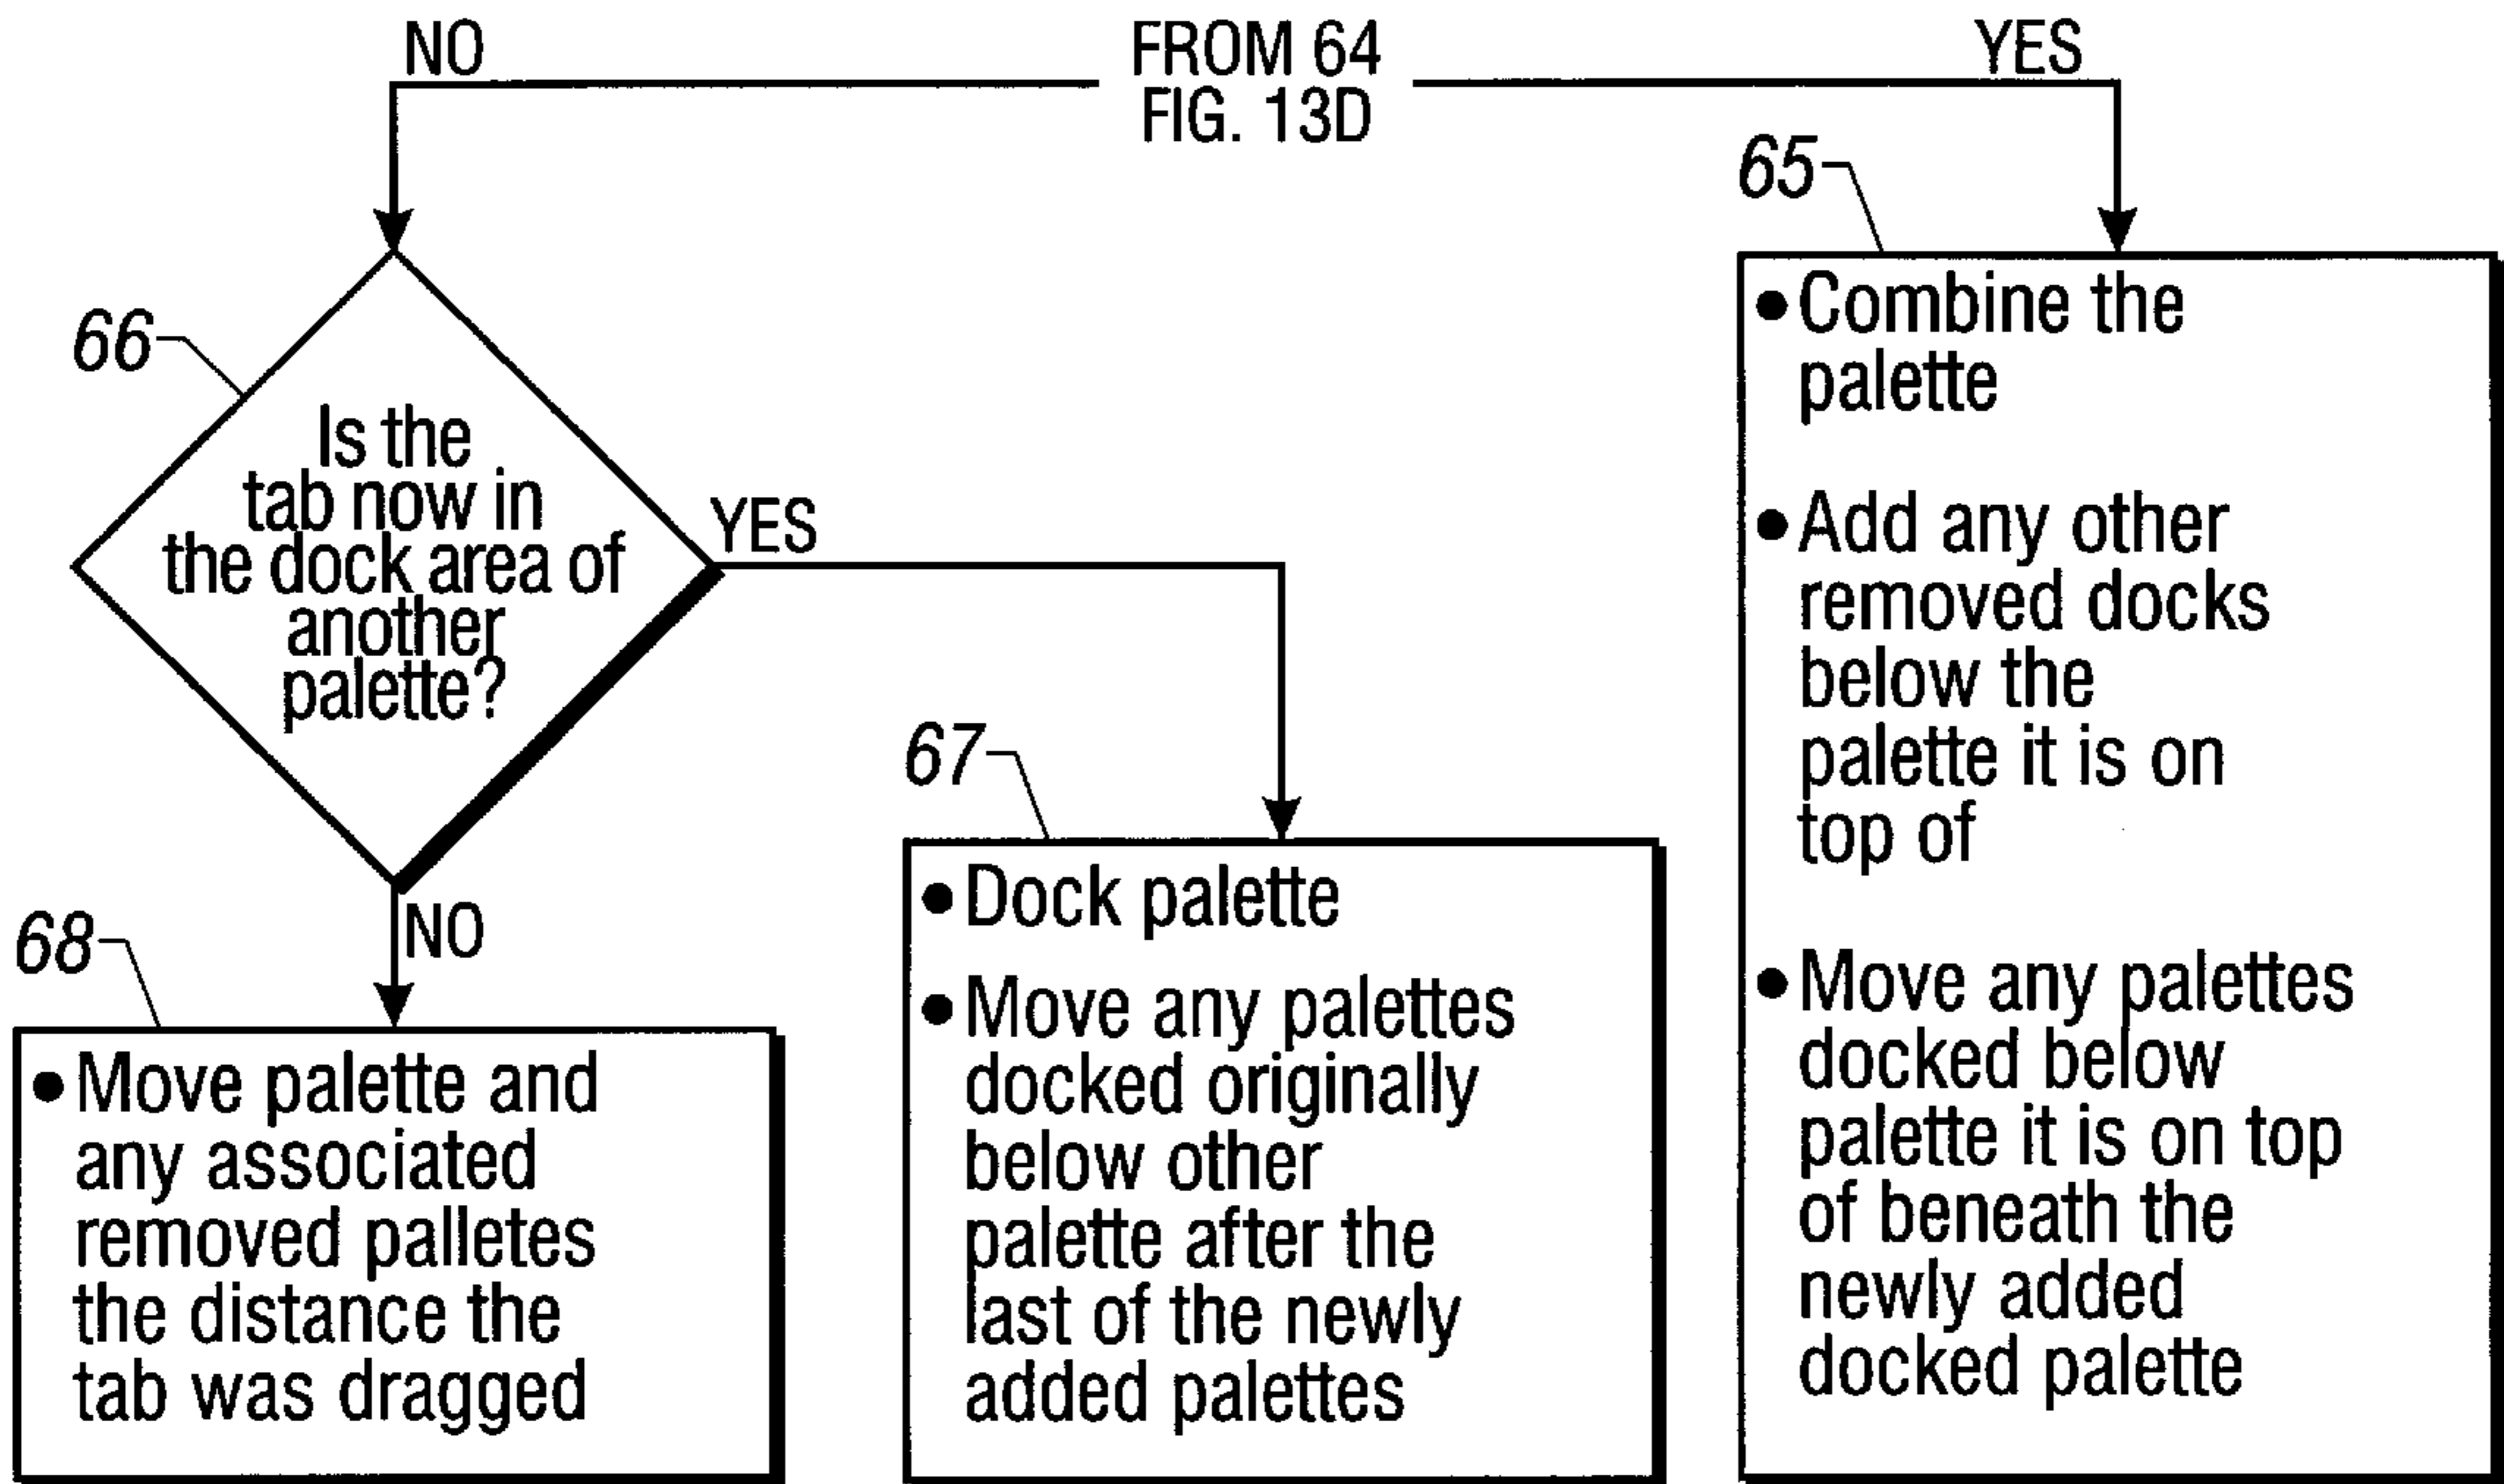 NO
FROM 64
FIG. 13D
YES
66
Is the
tab now in
the dock area of
another
palette?
YES
NO
65
● Combine the
palette
● Add any other
removed docks
below the
palette it is on
top of
● Move any palettes
docked below
palette it is on top
of beneath the
newly added
docked palette
67
● Dock palette
● Move any palettes
docked originally
below other
palette after the
last of the newly
added palettes
68
● Move palette and
any associated
removed palletes
the distance the
tab was dragged